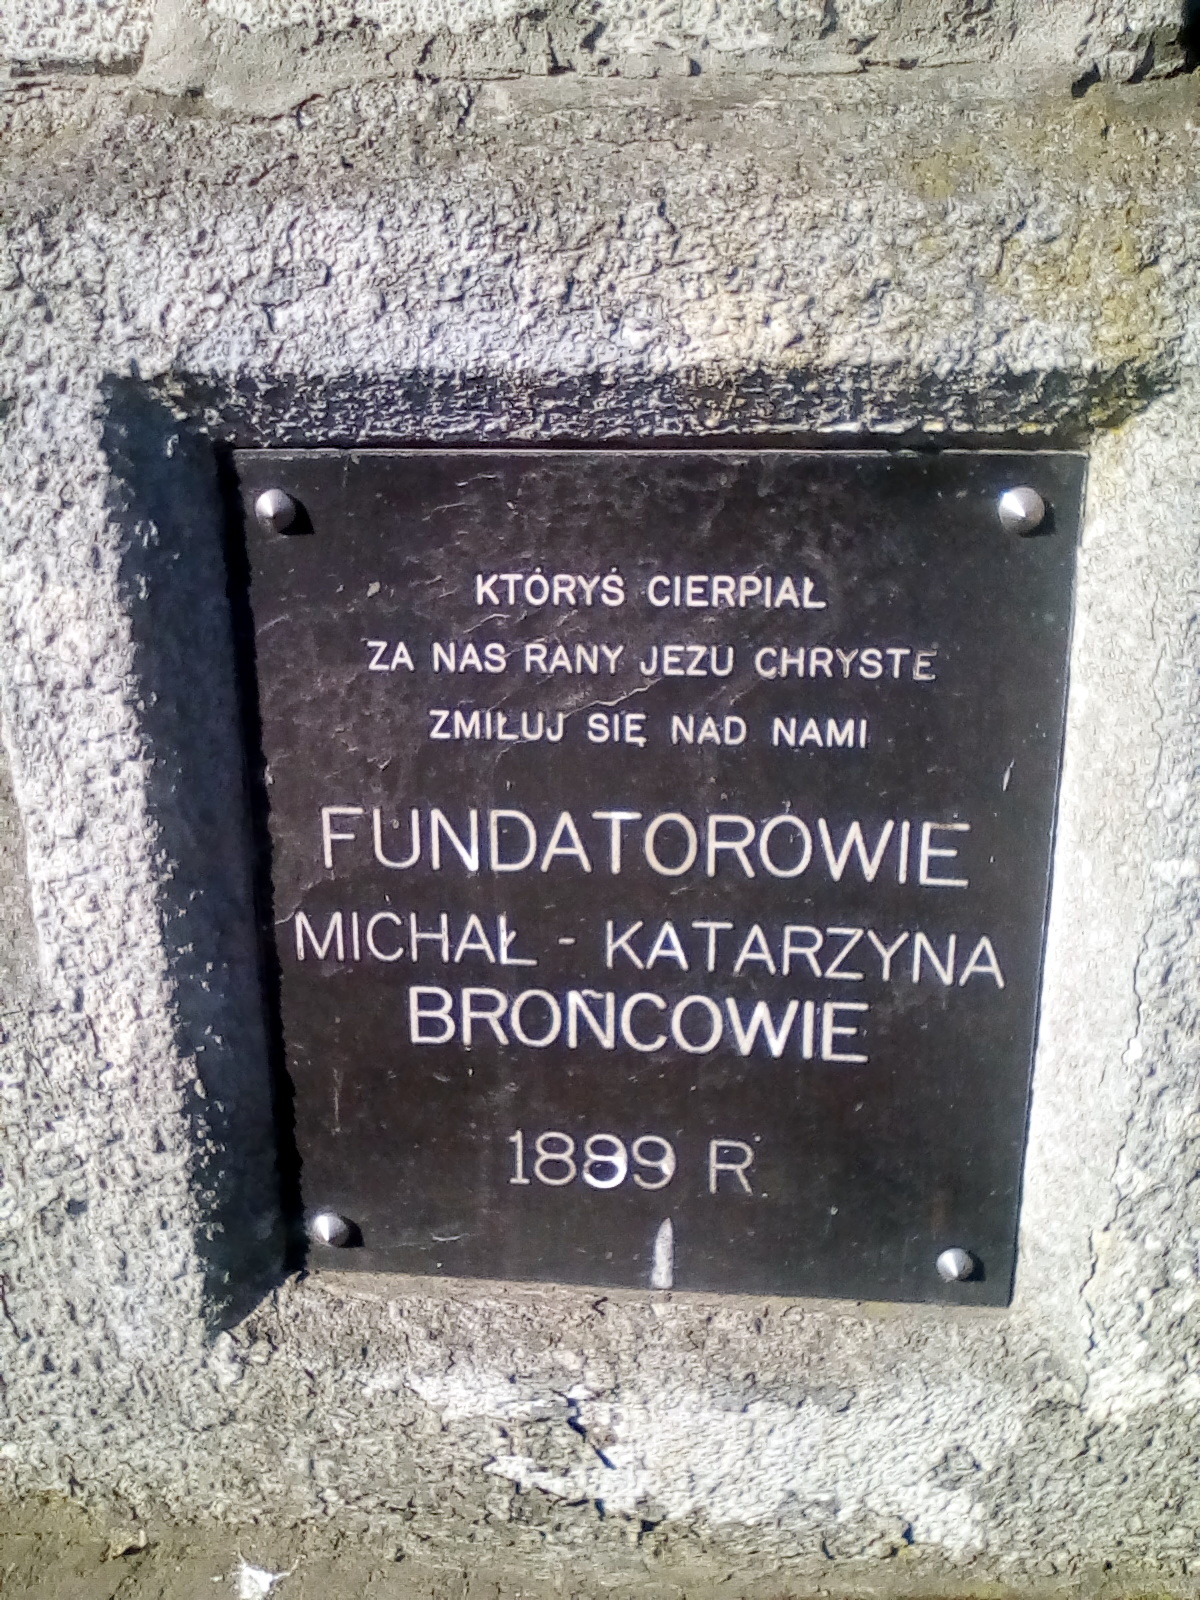 KTÓRYŚ CIERPIAŁ
ZA NAS RANY JEZU CHRYSTE
ZMIŁUJ SIĘ NAD NAMI
FUNDATOROWIE
MICHAŁ - KATARZYNA
BROŃCOWIE
1889 R